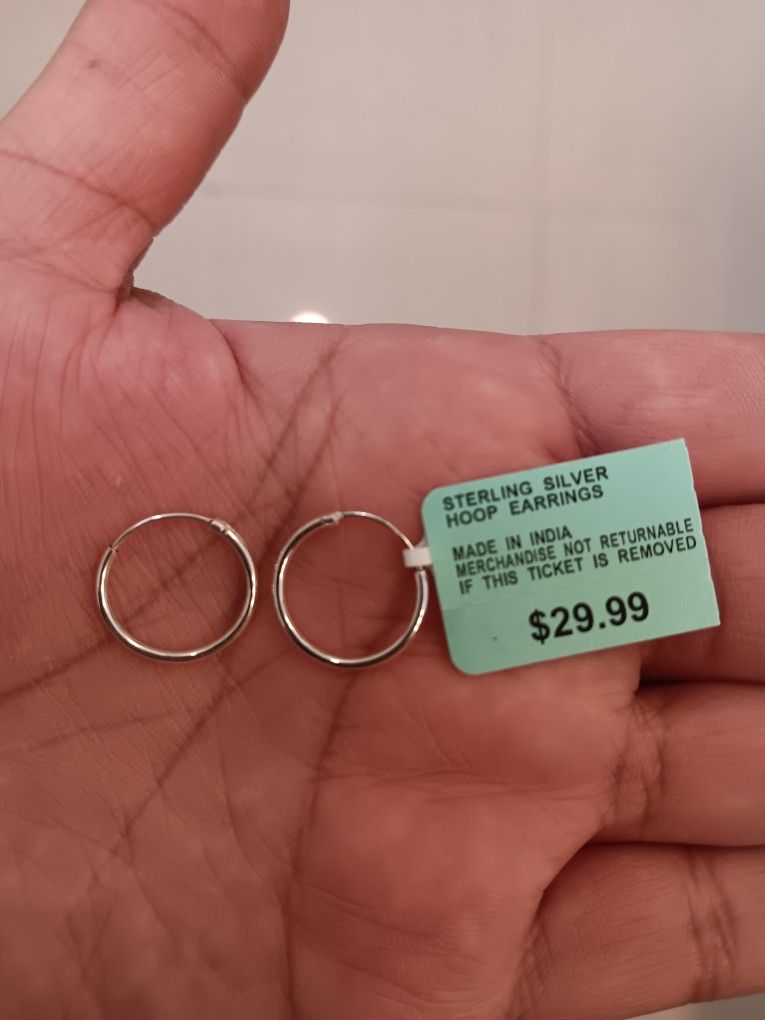 STERLING SILVER
HOOP EARRINGS
MADE IN INDIA
MERCHANDISE NOT RETURNABLE
IF THIS TICKET IS REMOVED
$29.99